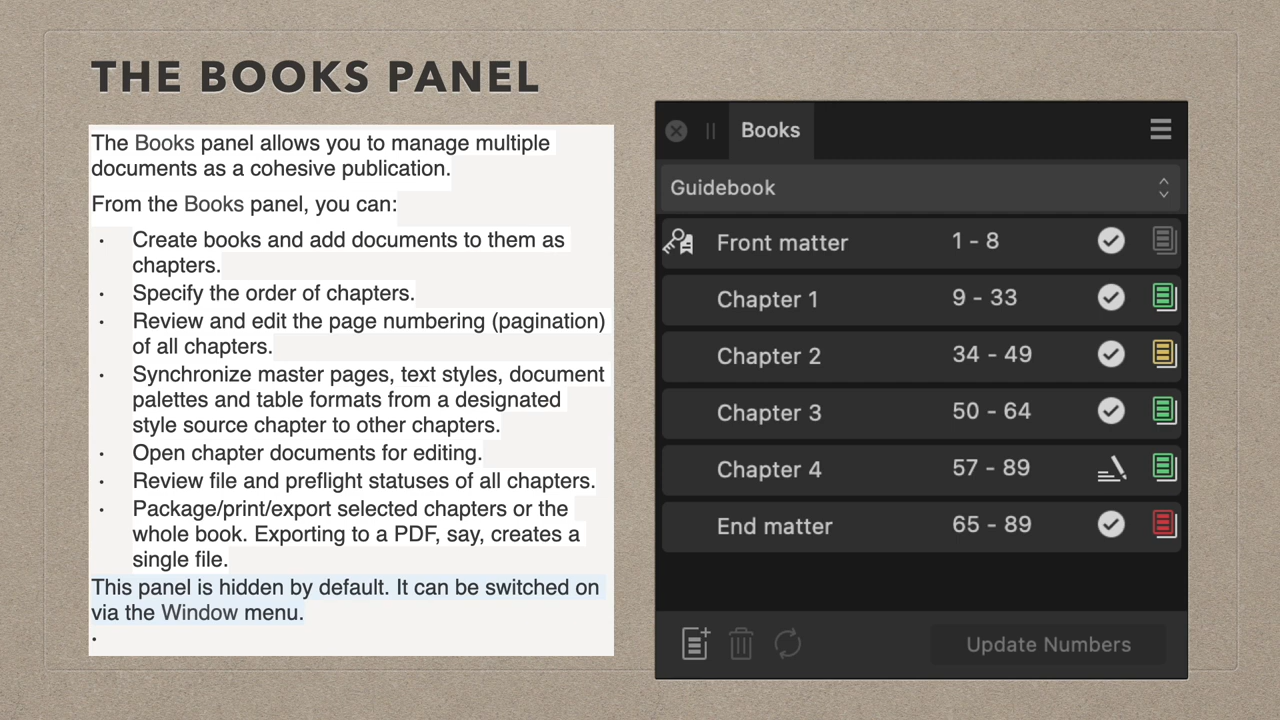 THE BOOKS PANEL
The Books panel allows you to manage multiple
documents as a cohesive publication.
From the Books panel, you can:
· Create books and add documents to them as
chapters.
· Specify the order of chapters.
· Review and edit the page numbering (pagination)
of all chapters.
· Synchronize master pages, text styles, document
palettes and table formats from a designated
style source chapter to other chapters.
· Open chapter documents for editing.
· Review file and preflight statuses of all chapters.
· Package/print/export selected chapters or the
whole book. Exporting to a PDF, say, creates a
single file.
This panel is hidden by default. It can be switched on
via the Window menu.
·
Books
Guidebook
Front matter 1 - 8
Chapter 1 9 - 33
Chapter 2 34 - 49
Chapter 3 50 - 64
Chapter 4 57 - 89
End matter 65 - 89
Update Numbers